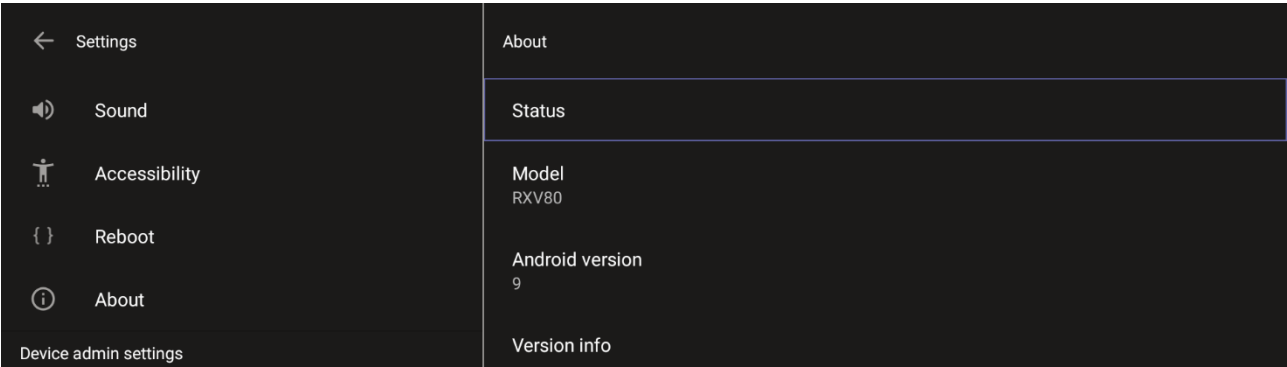 Settings
Sound
Accessibility
{ } Reboot
About
Device admin settings
About
Status
Model
RXV80
Android version
9
Version info